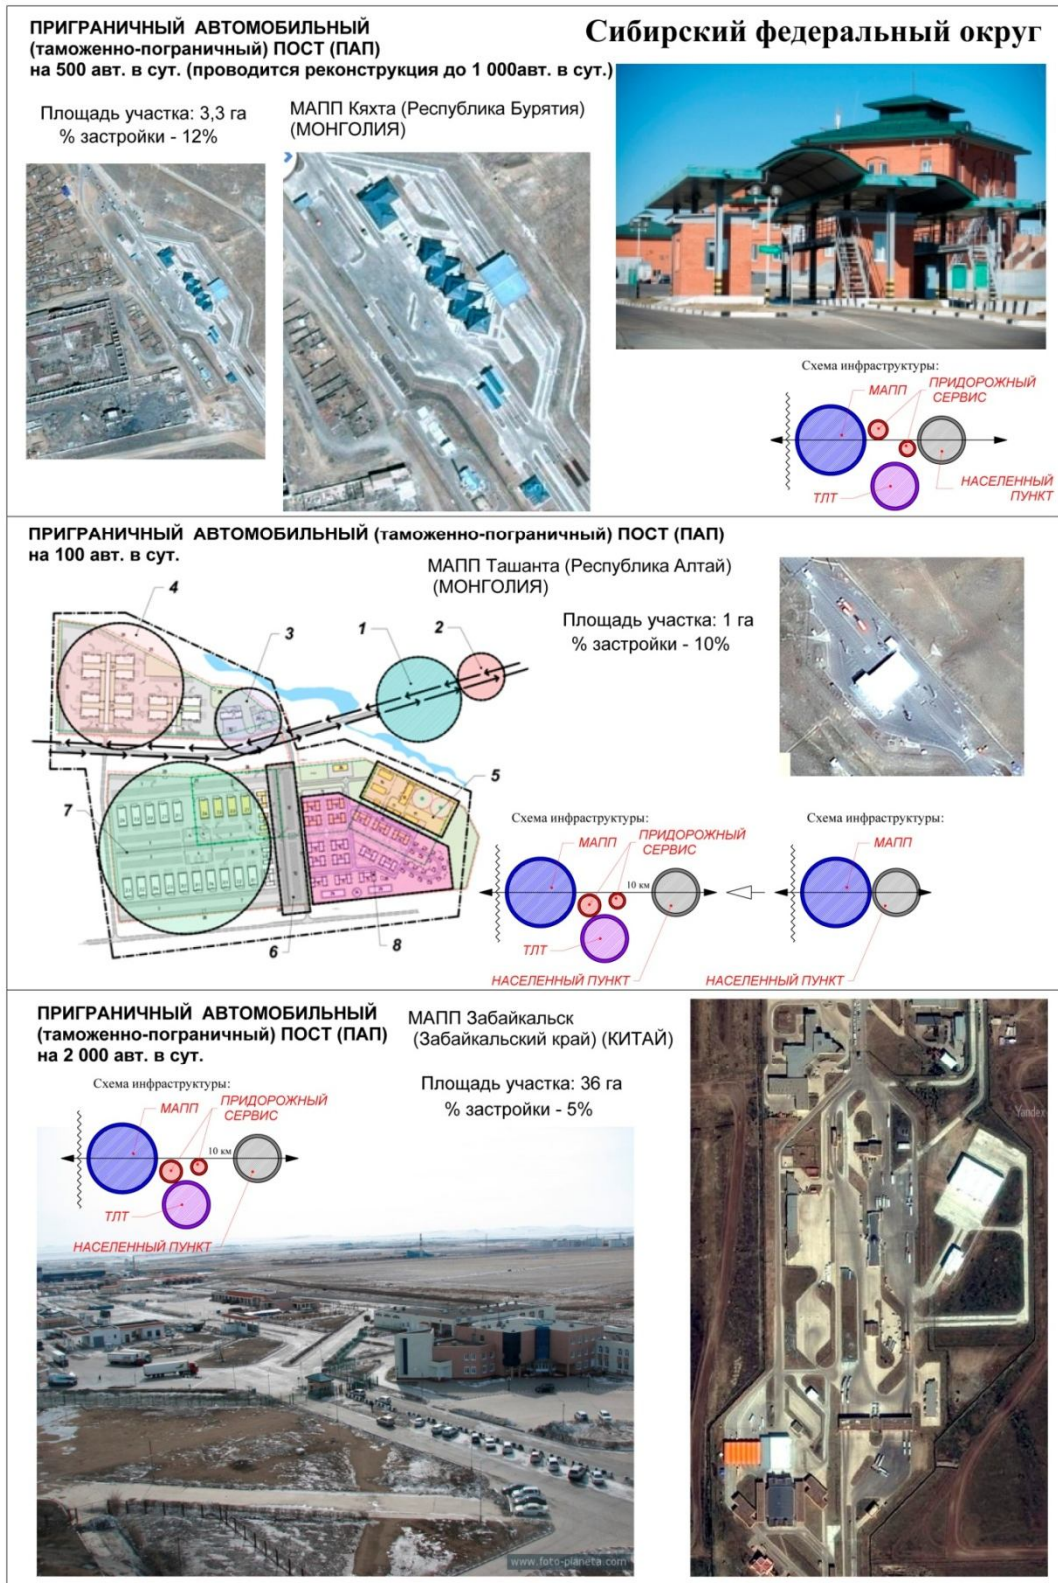 ПРИГРАНИЧНЫЙ АВТОМОБИЛЬНЫЙ
(таможенно-пограничный) ПОСТ (ПАП)
на 500 авт. в сут. (проводится реконструкция до 1 000авт. в сут.)
Сибирский федеральный округ
Площадь участка: 3,3 га
% застройки - 12%
МАПП Кяхта (Республика Бурятия)
(МОНГОЛИЯ)
Схема инфраструктуры:
МАПП
ПРИДОРОЖНЫЙ
СЕРВИС
ТЛТ
НАСЕЛЕННЫЙ
ПУНКТ
ПРИГРАНИЧНЫЙ АВТОМОБИЛЬНЫЙ (таможенно-пограничный) ПОСТ (ПАП)
на 100 авт. в сут.
МАПП Ташанта (Республика Алтай)
(МОНГОЛИЯ)
Площадь участка: 1 га
% застройки - 10%
4
3
1
2
5
7
6
8
Схема инфраструктуры:
МАПП
ПРИДОРОЖНЫЙ
СЕРВИС
10 км
ТЛТ
НАСЕЛЕННЫЙ ПУНКТ
Схема инфраструктуры:
МАПП
НАСЕЛЕННЫЙ ПУНКТ
ПРИГРАНИЧНЫЙ АВТОМОБИЛЬНЫЙ
(таможенно-пограничный) ПОСТ (ПАП)
на 2 000 авт. в сут.
МАПП Забайкальск
(Забайкальский край) (КИТАЙ)
Площадь участка: 36 га
% застройки - 5%
Схема инфраструктуры:
МАПП
ПРИДОРОЖНЫЙ
СЕРВИС
10 км
ТЛТ
НАСЕЛЕННЫЙ ПУНКТ
Yandex
www.foto-planeta.com